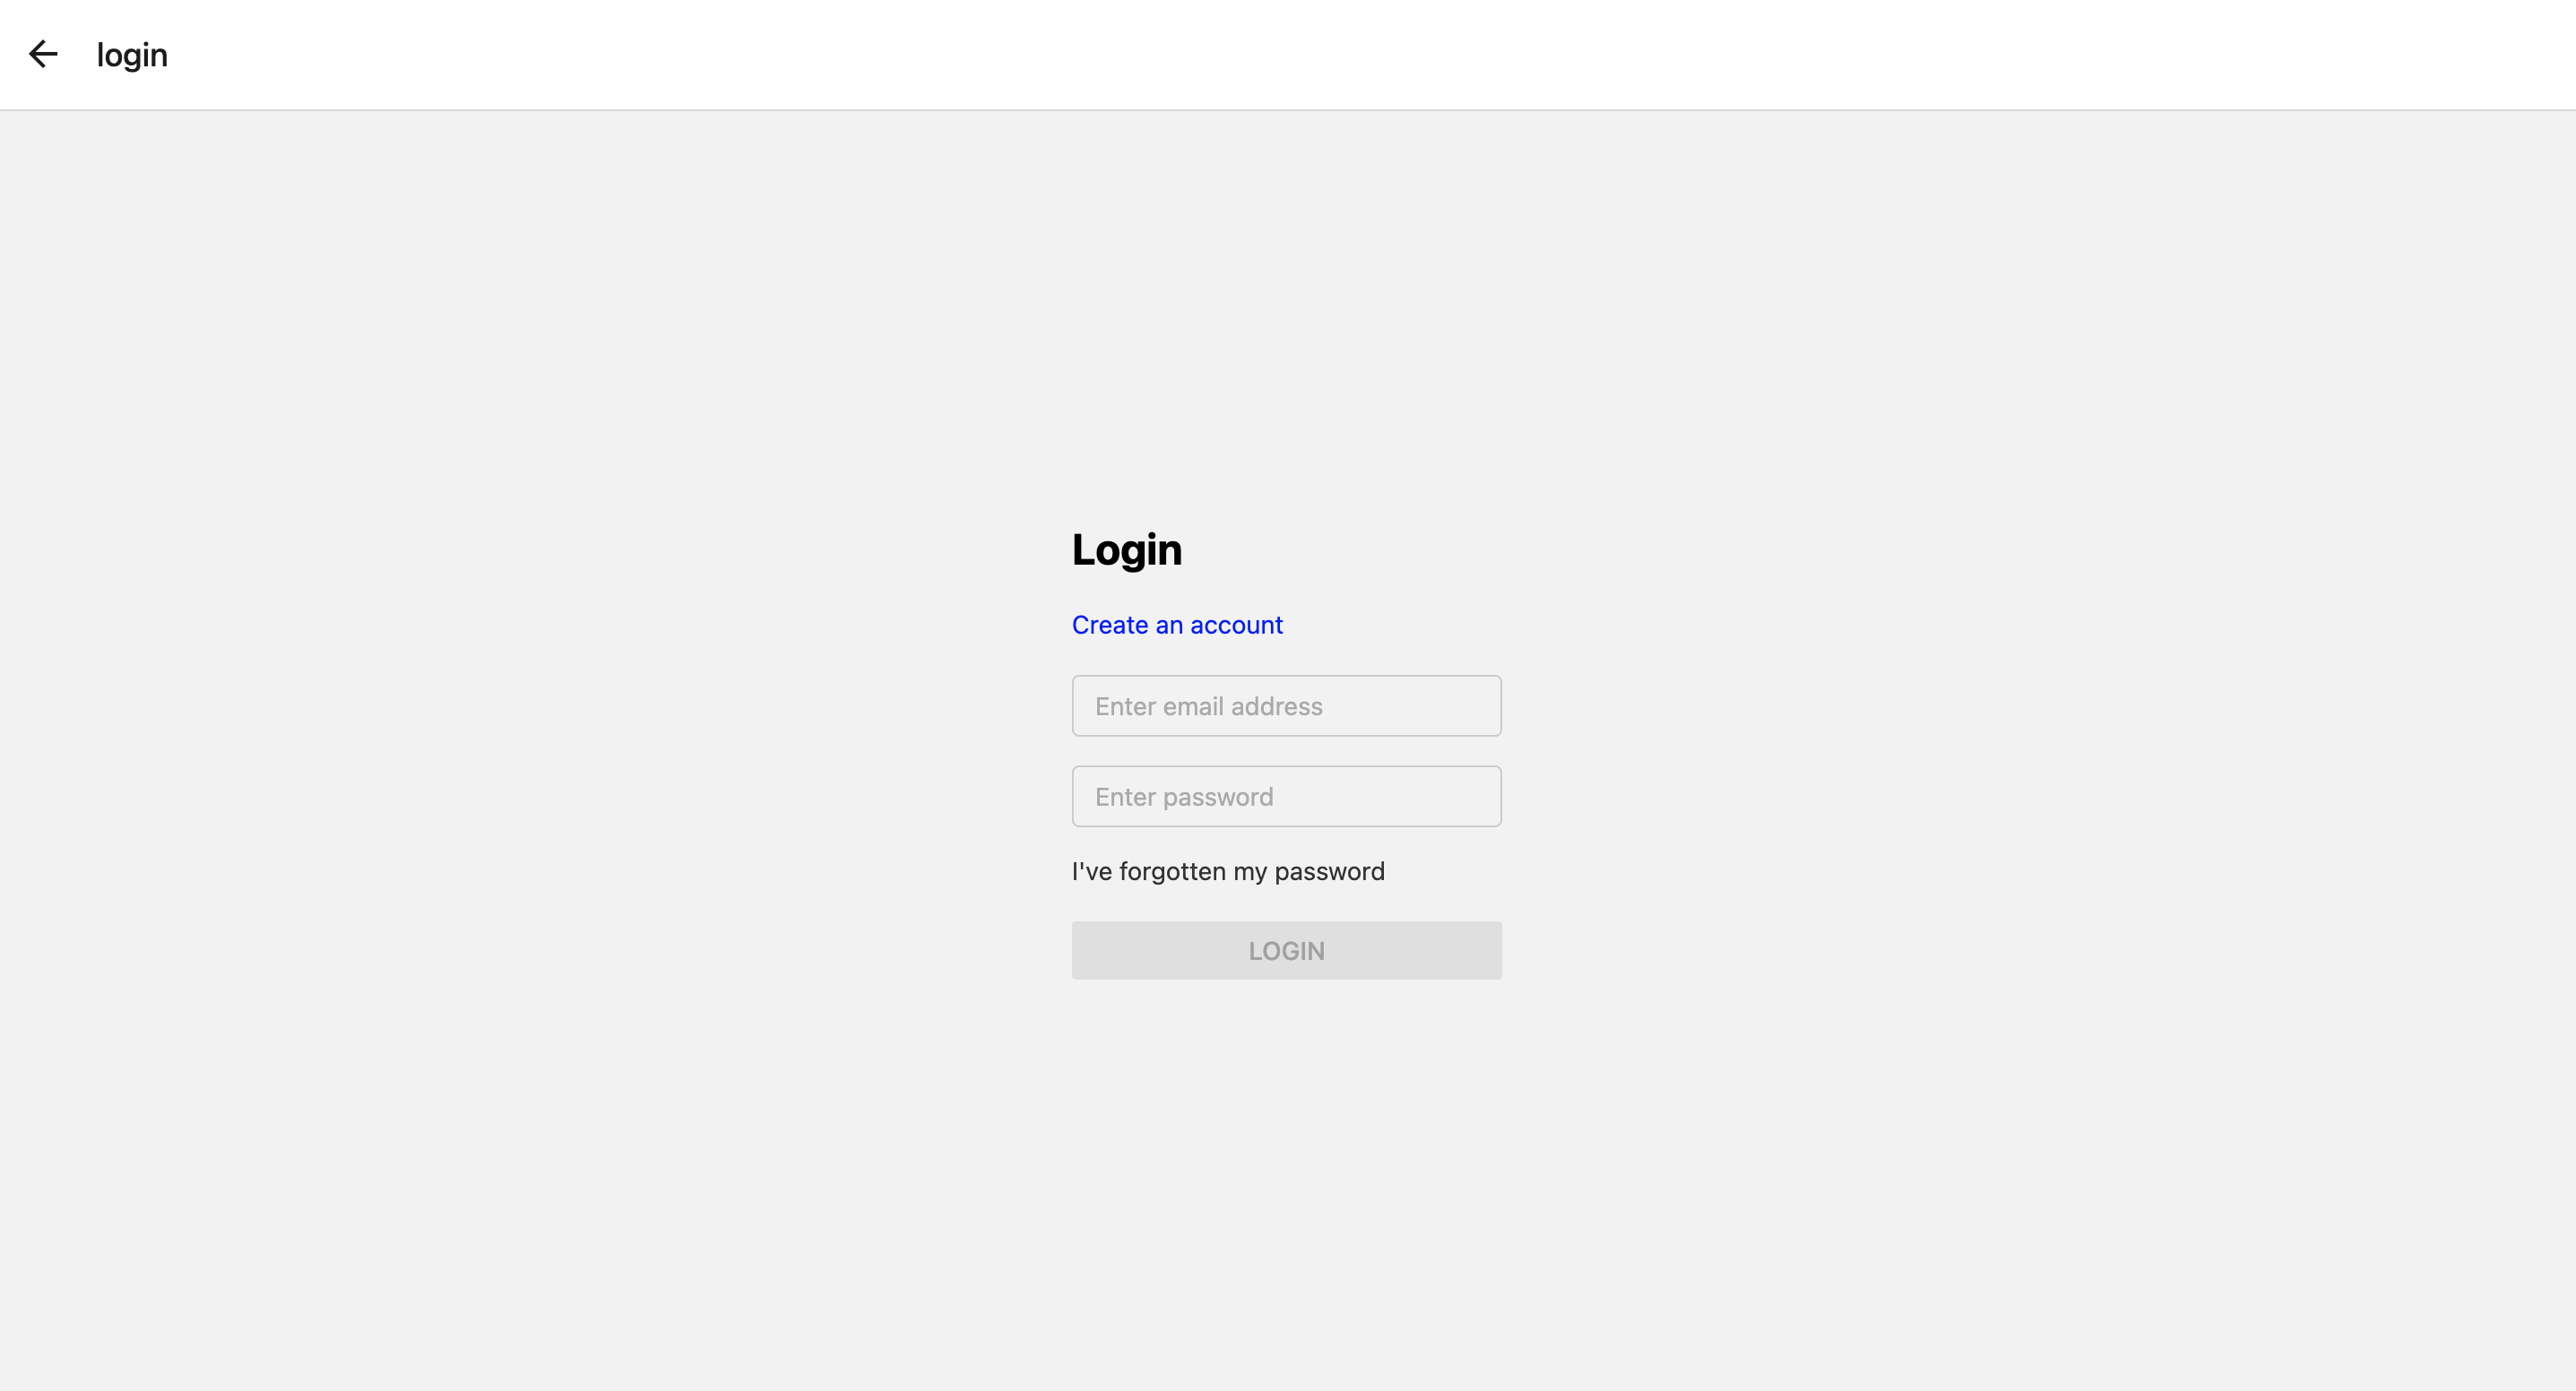 login
Login
Create an account
Enter email address
Enter password
I've forgotten my password
LOGIN